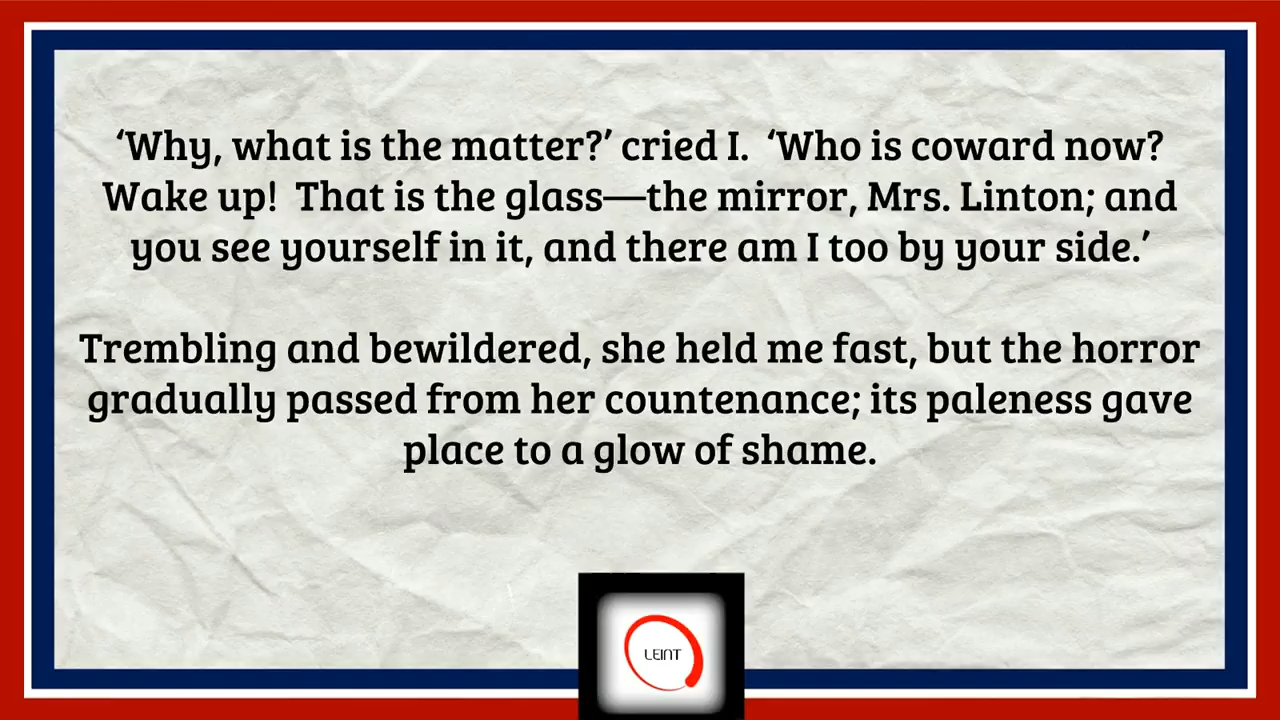 ‘Why, what is the matter?’ cried I.  ‘Who is coward now?
Wake up!  That is the glass—the mirror, Mrs. Linton; and
you see yourself in it, and there am I too by your side.’
Trembling and bewildered, she held me fast, but the horror
gradually passed from her countenance; its paleness gave
place to a glow of shame.
LEINT